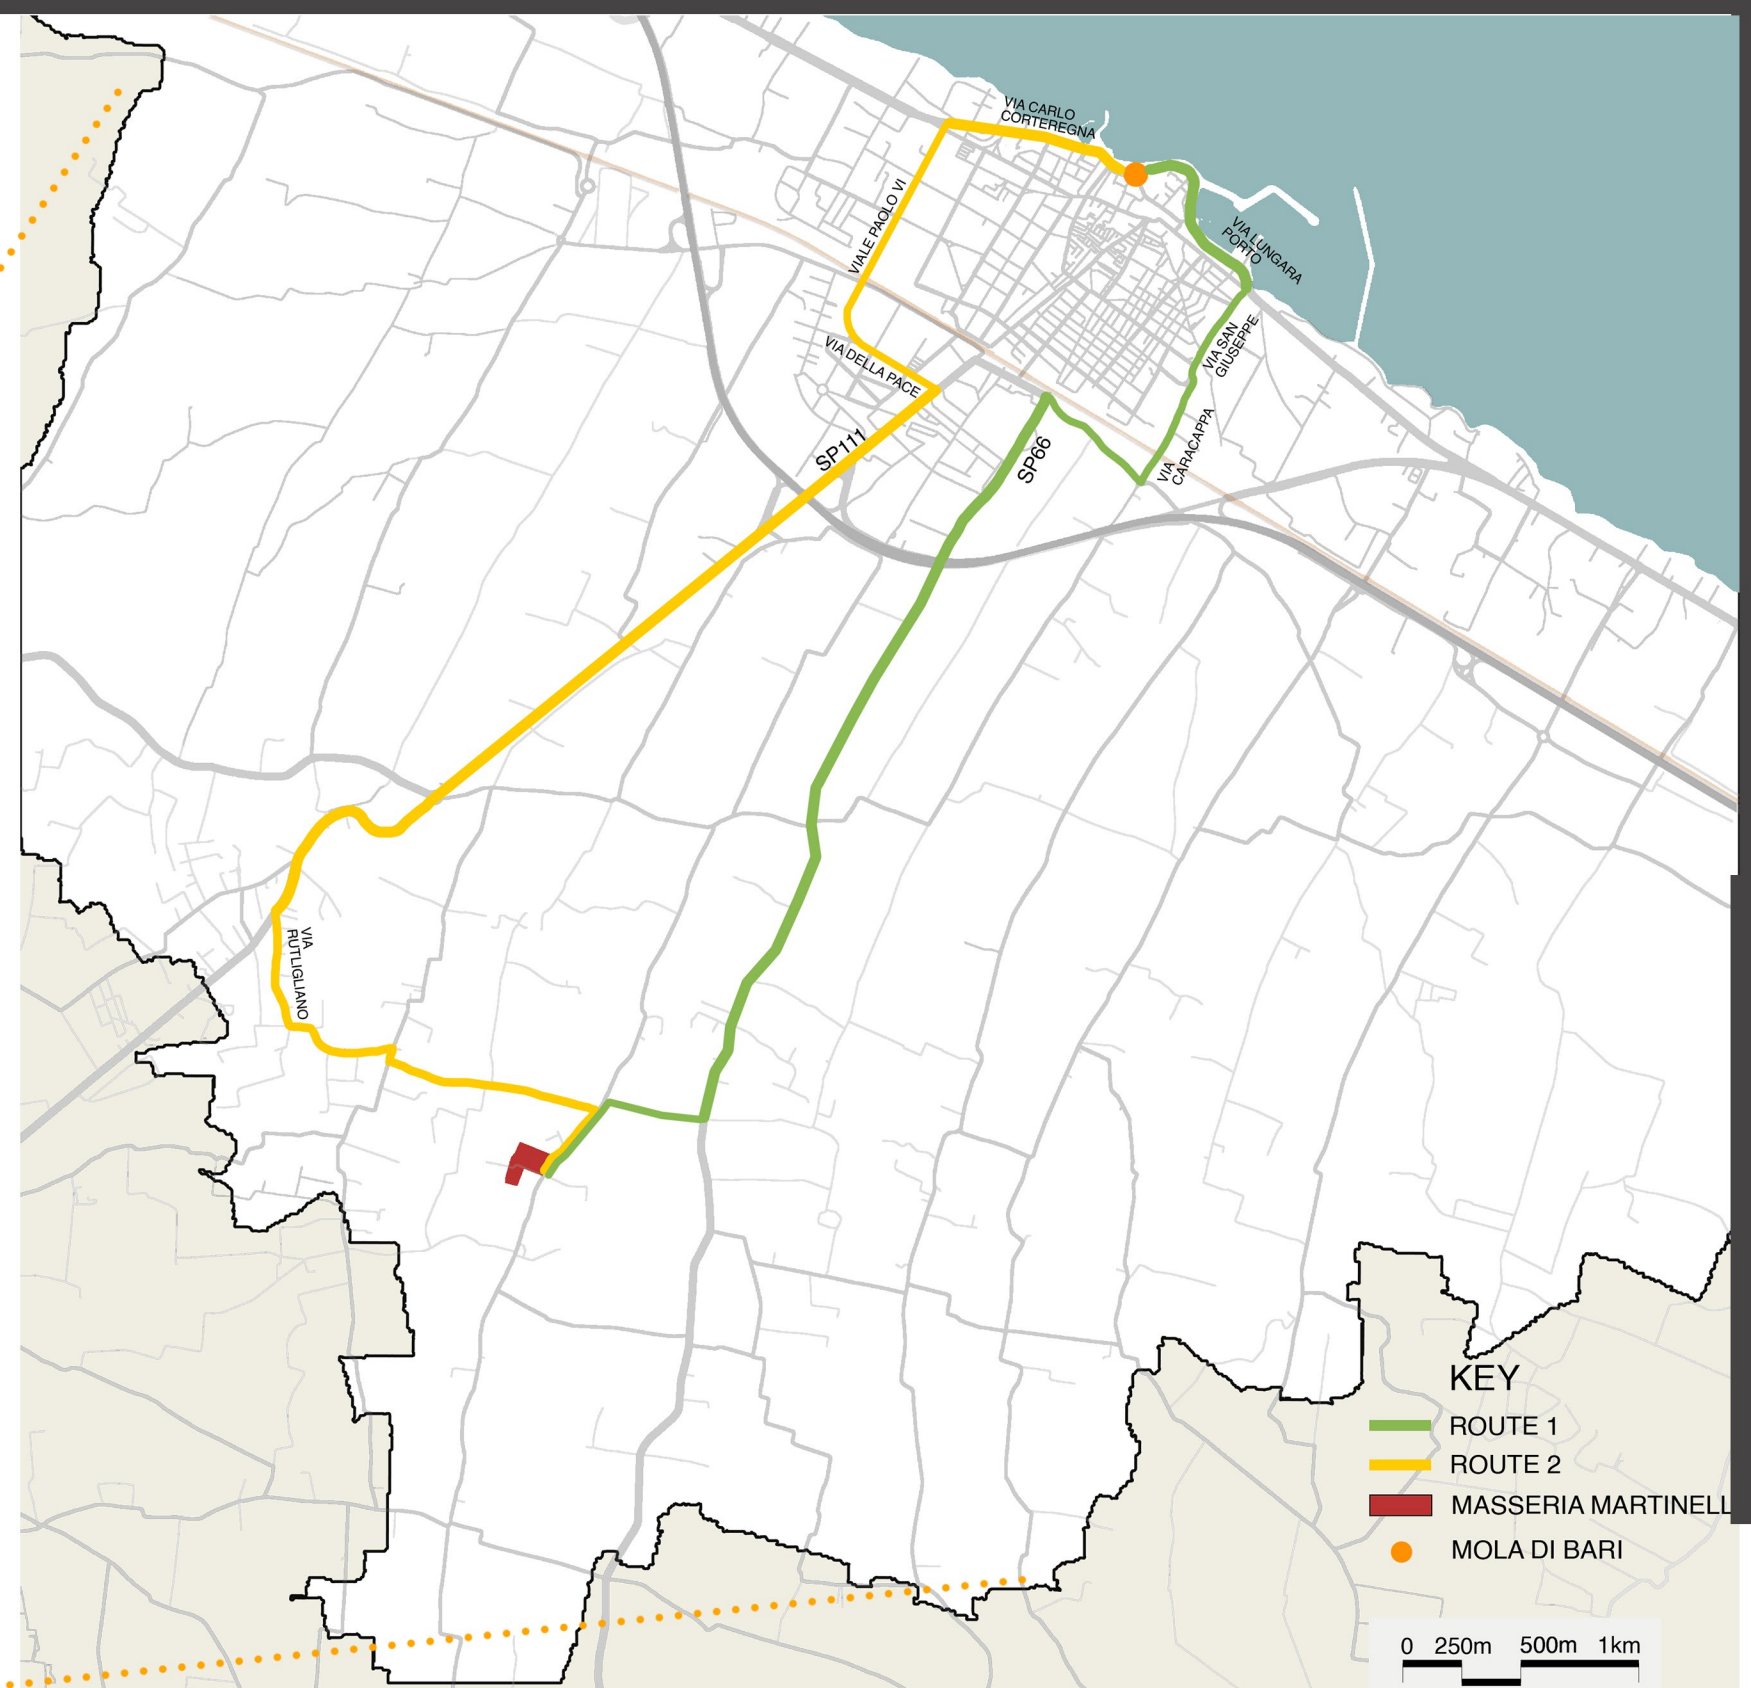 VIA CARLO
CORTEREGNA
VIALE PAOLO VI
VIA LUNGARA
PORTO
VIA SAN
GIUSEPPE
VIA DELLA PACE
VIA
CARACAPPA
SP111
SP66
VIA
RUTLIGLIANO
KEY
ROUTE 1
ROUTE 2
MASSERIA MARTINELL
MOLA DI BARI
0 250m 500m 1km